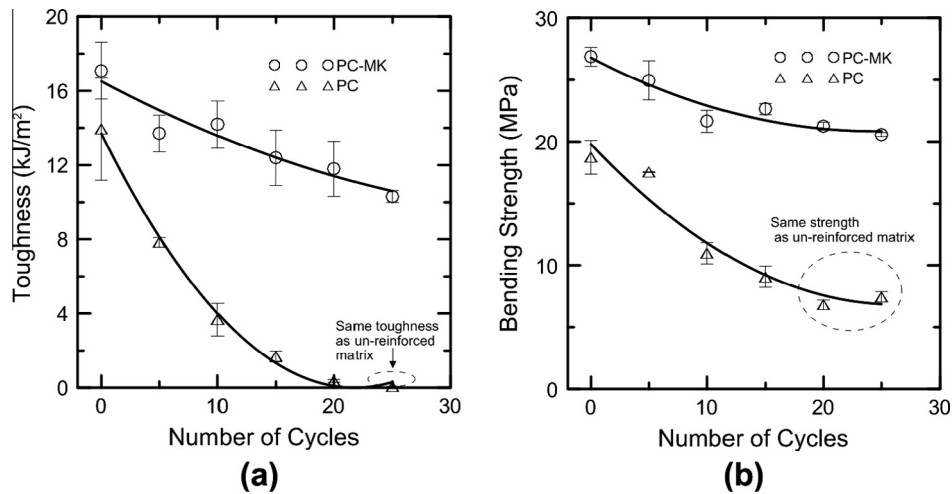 20
16
12
8
4
0
Toughness (kJ/m²)
PC-MK
PC
Same toughness
as un-reinforced
matrix
0 10 20 30
Number of Cycles
(a)
30
20
10
0
Bending Strength (MPa)
PC-MK
PC
Same strength
as un-reinforced matrix
0 10 20 30
Number of Cycles
(b)